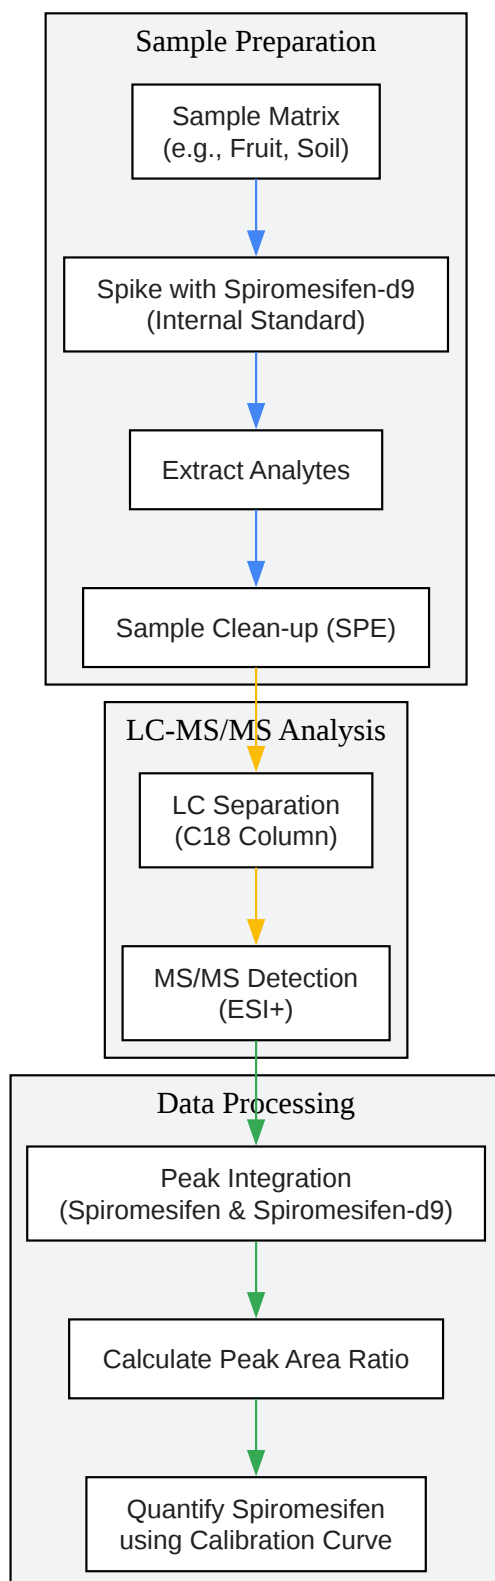 Sample Preparation
Sample Matrix
(e.g., Fruit, Soil)
Spike with Spiromesifen-d9
(Internal Standard)
Extract Analytes
Sample Clean-up (SPE)
LC-MS/MS Analysis
LC Separation
(C18 Column)
MS/MS Detection
(ESI+)
Data Processing
Peak Integration
(Spiromesifen & Spiromesifen-d9)
Calculate Peak Area Ratio
Quantify Spiromesifen
using Calibration Curve